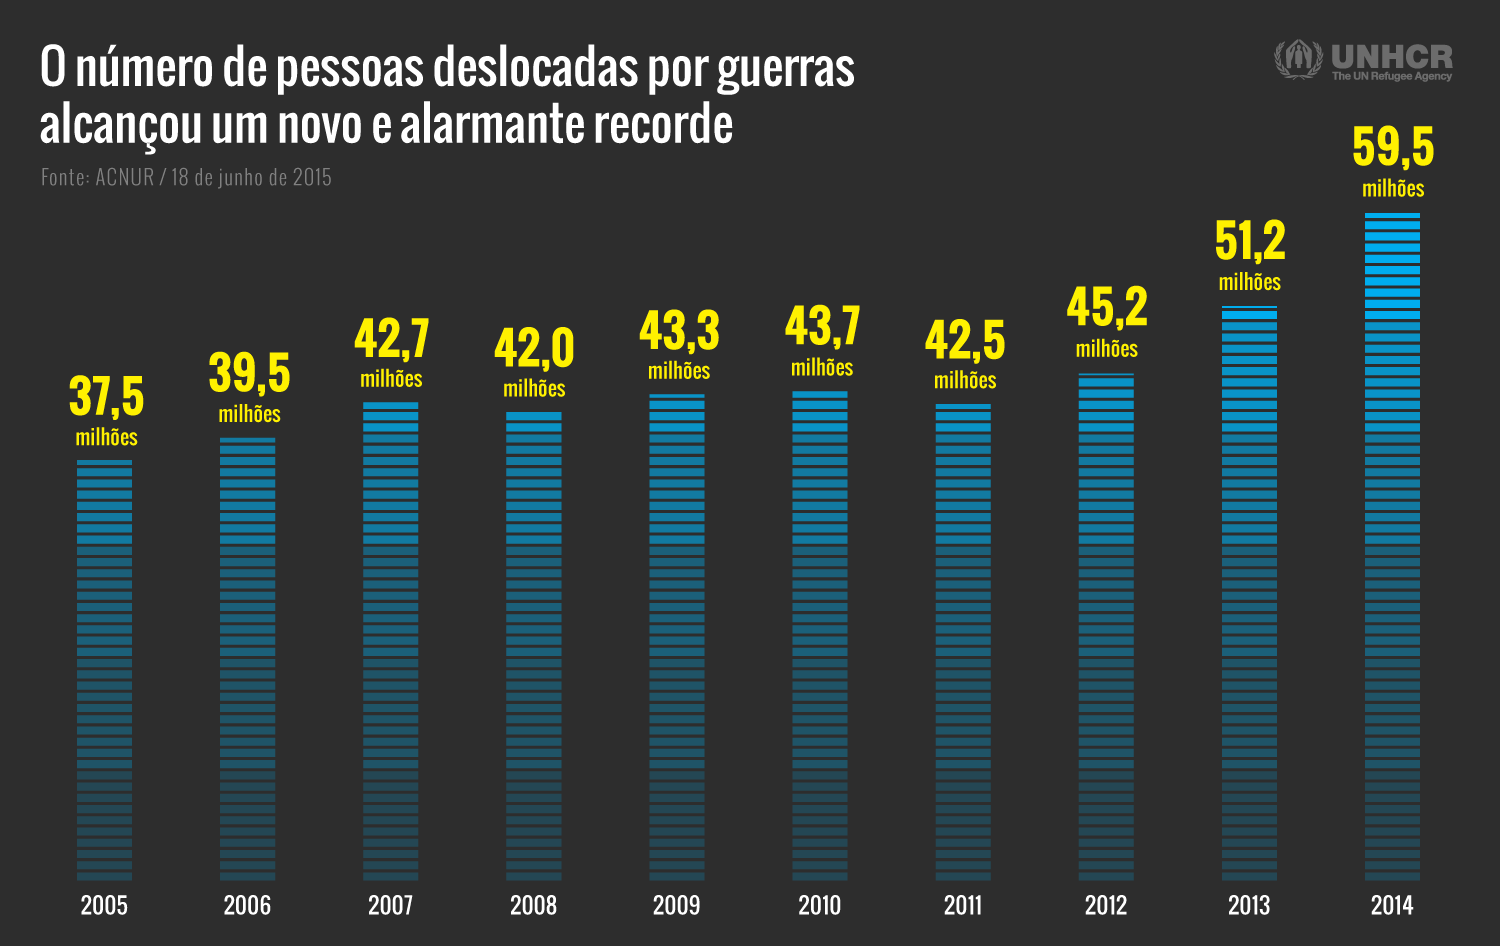 O número de pessoas deslocadas por guerras
alcançou um novo e alarmante recorde
Fonte: ACNUR / 18 de junho de 2015
UNHCR
The UN Refugee Agency
37,5
milhões
39,5
milhões
42,7
milhões
42,0
milhões
43,3
milhões
43,7
milhões
42,5
milhões
45,2
milhões
51,2
milhões
59,5
milhões
2005
2006
2007
2008
2009
2010
2011
2012
2013
2014